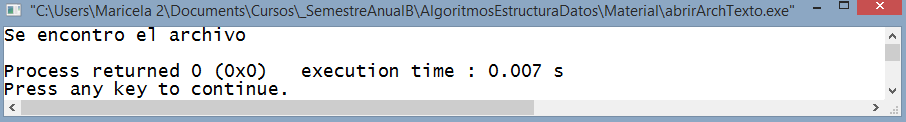 "C:\Users\Maricela 2\Documents\Cursos\_SemestreAnualB\AlgoritmosEstructuraDatos\Material\abrirArchTexto.exe"
Se encontro el archivo
Process returned 0 (0x0)   execution time : 0.007 s
Press any key to continue.